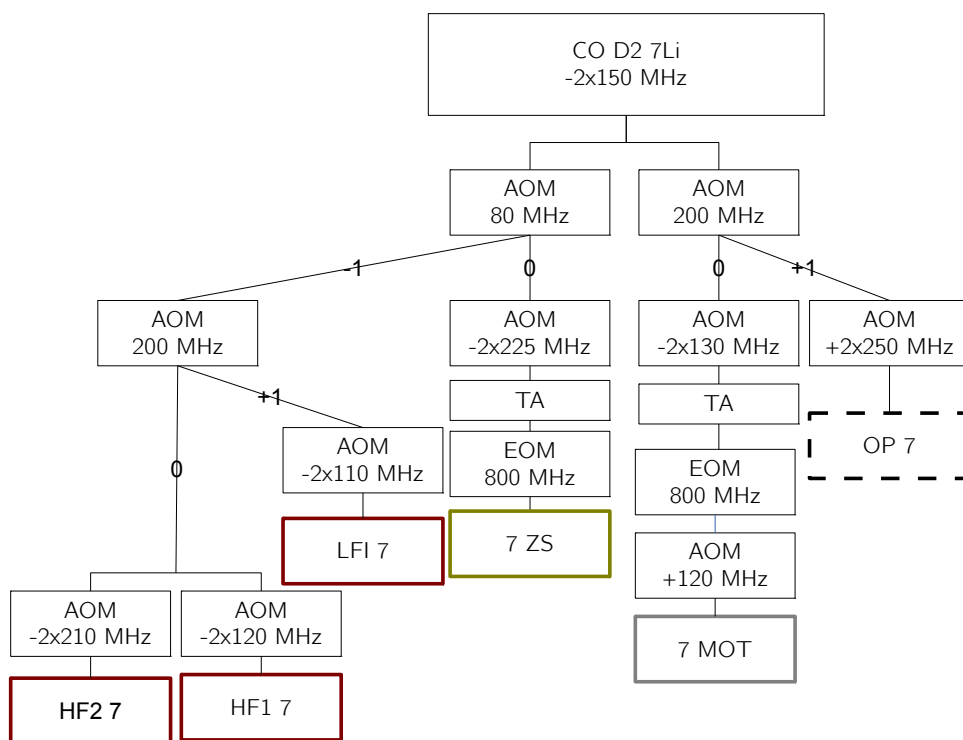 CO D2 7Li
-2x150 MHz
AOM
80 MHz
AOM
200 MHz
-1
0
0
+1
AOM
200 MHz
AOM
-2x225 MHz
AOM
-2x130 MHz
AOM
+2x250 MHz
+1
TA
TA
0
AOM
-2x110 MHz
EOM
800 MHz
EOM
800 MHz
OP 7
LFI 7
7 ZS
AOM
+120 MHz
AOM
-2x210 MHz
AOM
-2x120 MHz
7 MOT
HF2 7
HF1 7